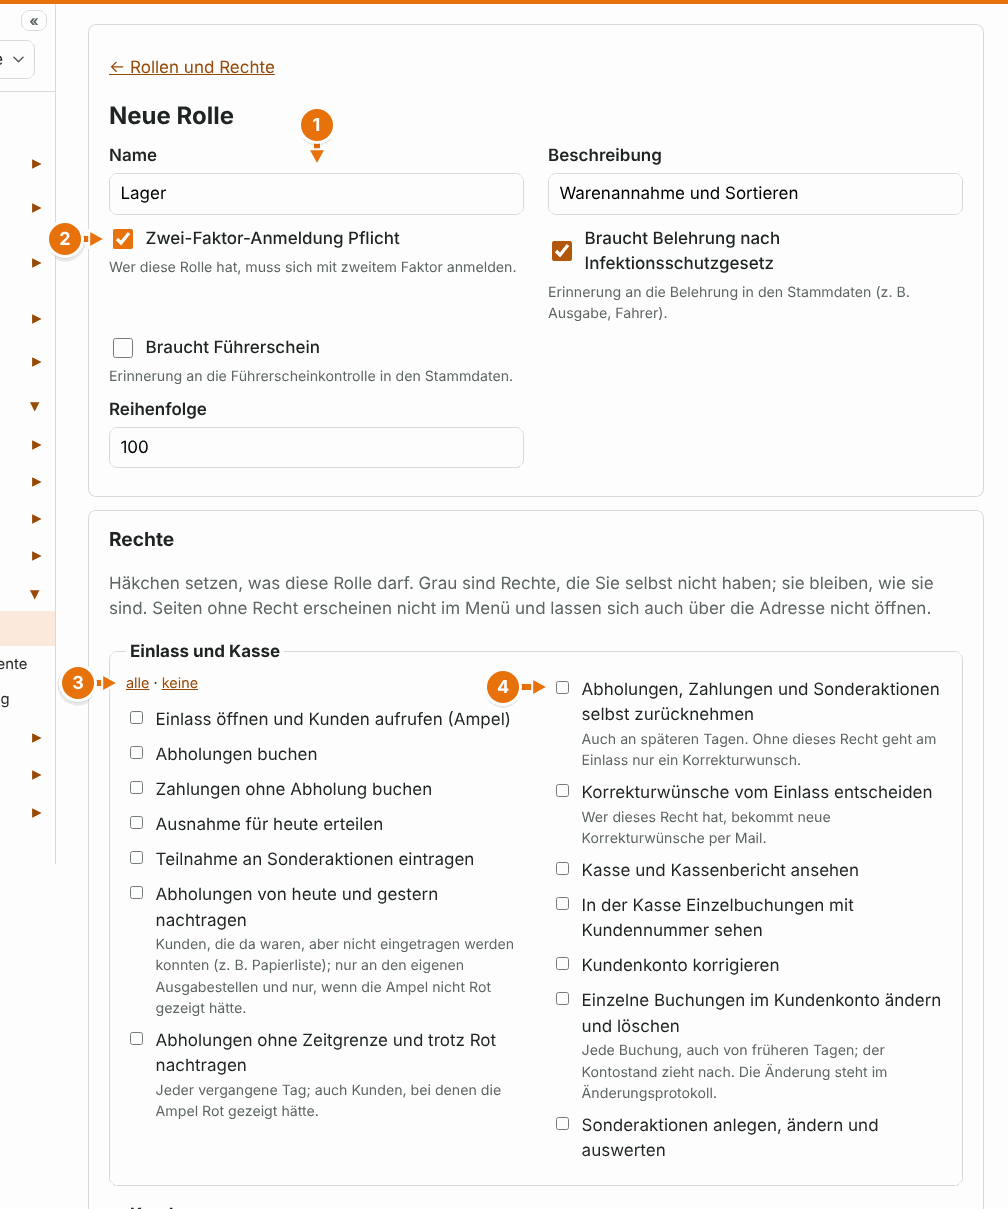 «
e
← Rollen und Rechte
Neue Rolle
1
Name
Lager
Beschreibung
Warenannahme und Sortieren
2
Zwei-Faktor-Anmeldung Pflicht
Wer diese Rolle hat, muss sich mit zweitem Faktor anmelden.
Braucht Belehrung nach
Infektionsschutzgesetz
Erinnerung an die Belehrung in den Stammdaten (z. B.
Ausgabe, Fahrer).
Braucht Führerschein
Erinnerung an die Führerscheinkontrolle in den Stammdaten.
Reihenfolge
100
ente
g
Rechte
Häkchen setzen, was diese Rolle darf. Grau sind Rechte, die Sie selbst nicht haben; sie bleiben, wie sie
sind. Seiten ohne Recht erscheinen nicht im Menü und lassen sich auch über die Adresse nicht öffnen.
Einlass und Kasse
3
alle · keine
Einlass öffnen und Kunden aufrufen (Ampel)
Abholungen buchen
Zahlungen ohne Abholung buchen
Ausnahme für heute erteilen
Teilnahme an Sonderaktionen eintragen
Abholungen von heute und gestern
nachtragen
Kunden, die da waren, aber nicht eingetragen werden
konnten (z. B. Papierliste); nur an den eigenen
Ausgabestellen und nur, wenn die Ampel nicht Rot
gezeigt hätte.
Abholungen ohne Zeitgrenze und trotz Rot
nachtragen
Jeder vergangene Tag; auch Kunden, bei denen die
Ampel Rot gezeigt hätte.
4
Abholungen, Zahlungen und Sonderaktionen
selbst zurücknehmen
Auch an späteren Tagen. Ohne dieses Recht geht am
Einlass nur ein Korrekturwunsch.
Korrekturwünsche vom Einlass entscheiden
Wer dieses Recht hat, bekommt neue
Korrekturwünsche per Mail.
Kasse und Kassenbericht ansehen
In der Kasse Einzelbuchungen mit
Kundennummer sehen
Kundenkonto korrigieren
Einzelne Buchungen im Kundenkonto ändern
und löschen
Jede Buchung, auch von früheren Tagen; der
Kontostand zieht nach. Die Änderung steht im
Änderungsprotokoll.
Sonderaktionen anlegen, ändern und
auswerten